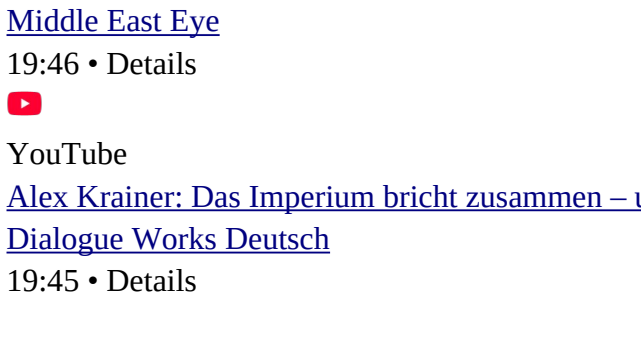 Middle East Eye
19:46 • Details
YouTube
Alex Krainer: Das Imperium bricht zusammen –
Dialogue Works Deutsch
19:45 • Details